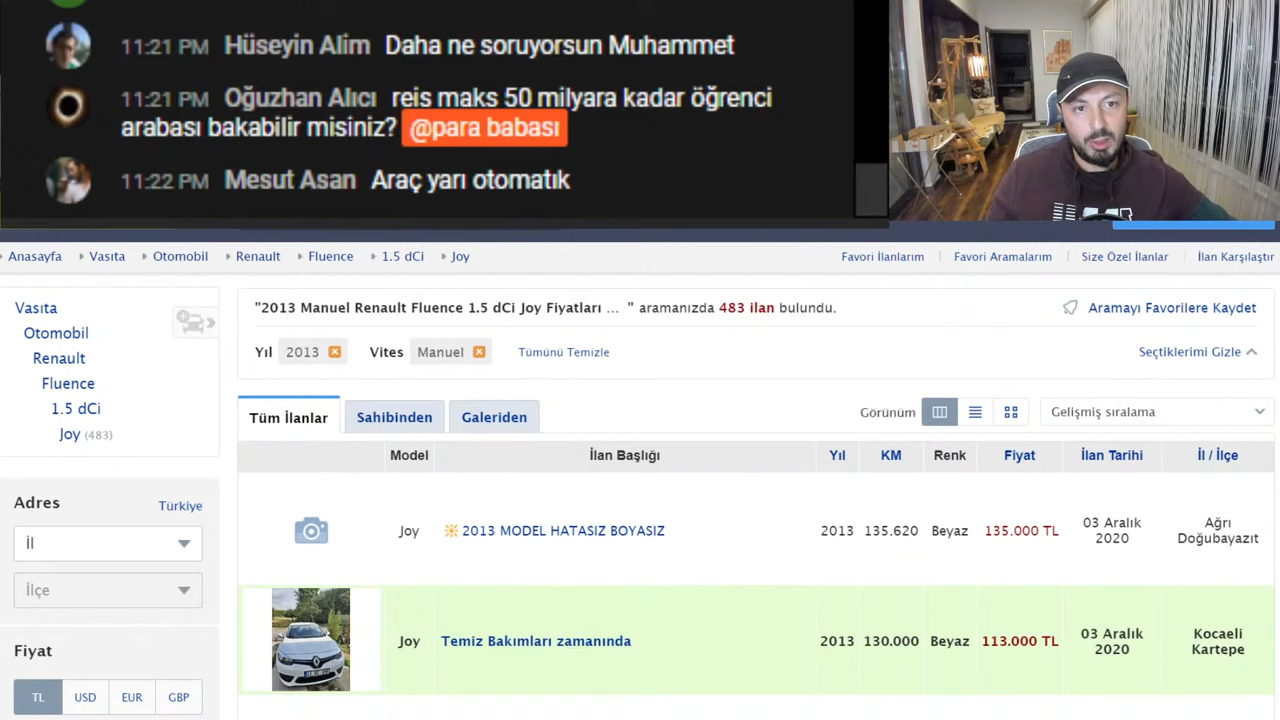 11:21 PM Hüseyin Alim Daha ne soruyorsun Muhammet
11:21 PM Oğuzhan Alıcı reis maks 50 milyara kadar öğrenci
arabası bakabilir misiniz? @para babası
11:22 PM Mesut Asan Araç yarı otomatık
Anasayfa Vasıta Otomobil Renault Fluence 1.5 dCi Joy Favori İlanlarım Favori Aramalarım Size Özel İlanlar İlan Karşılaştır
Vasıta
Otomobil
Renault
Fluence
1.5 dCi
Joy (483)
"2013 Manuel Renault Fluence 1.5 dCi Joy Fiyatları ... " aramanızda 483 ilan bulundu. Aramayı Favorilere Kaydet
Yıl 2013 Vites Manuel Tümünü Temizle Seçtiklerimi Gizle
Tüm İlanlar Sahibinden Galeriden Görünüm Gelişmiş sıralama
Model İlan Başlığı Yıl KM Renk Fiyat İlan Tarihi İl / İlçe
Joy 2013 MODEL HATASIZ BOYASIZ 2013 135.620 Beyaz 135.000 TL 03 Aralık 2020 Ağrı Doğubayazıt
Joy Temiz Bakımları zamanında 2013 130.000 Beyaz 113.000 TL 03 Aralık 2020 Kocaeli Kartepe
Adres Türkiye
İl
İlçe
Fiyat
TL USD EUR GBP